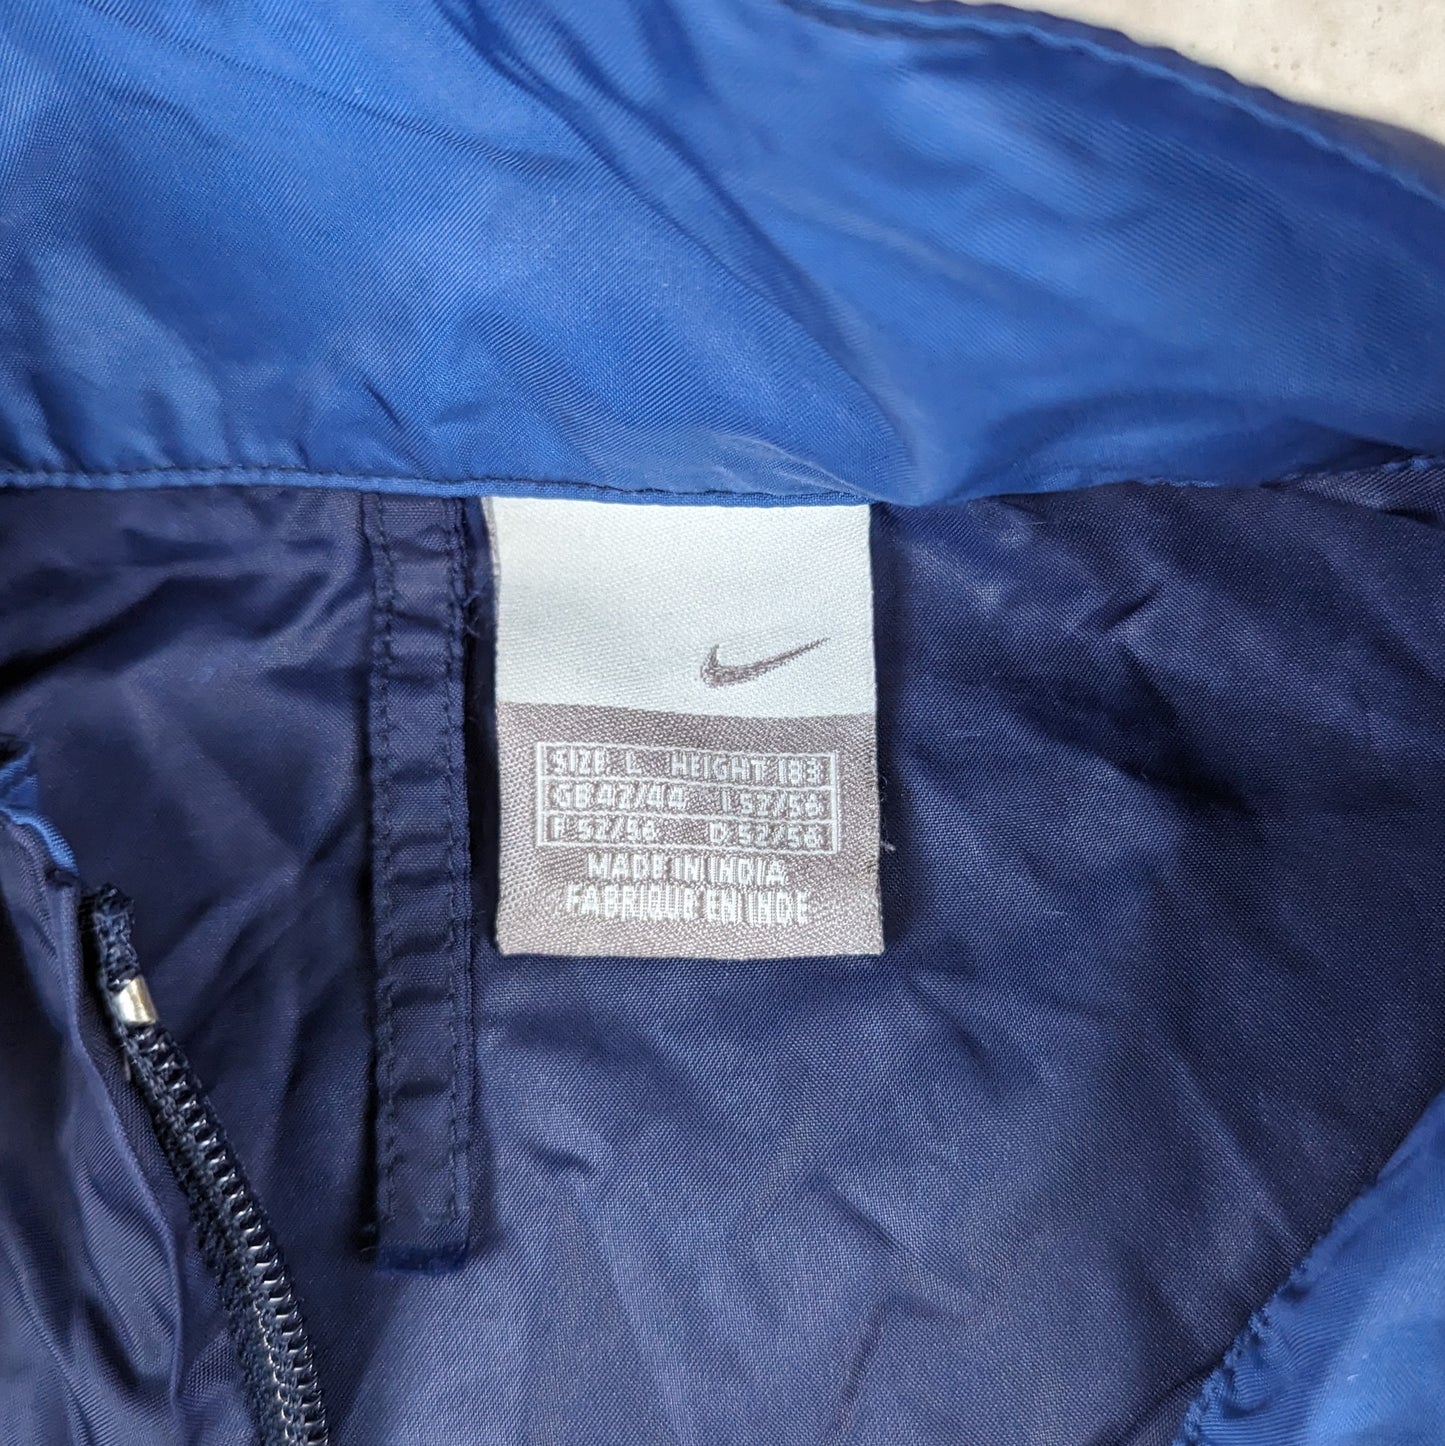 SIZE L HEIGHT 183
GB 42/44 I 52/56
F 52/56 D 52/56
MADE IN INDIA
FABRIQUE EN INDE